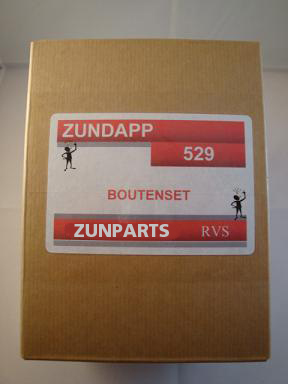 ZUNDAPP
529
BOUTENSET
ZUNPARTS RVS